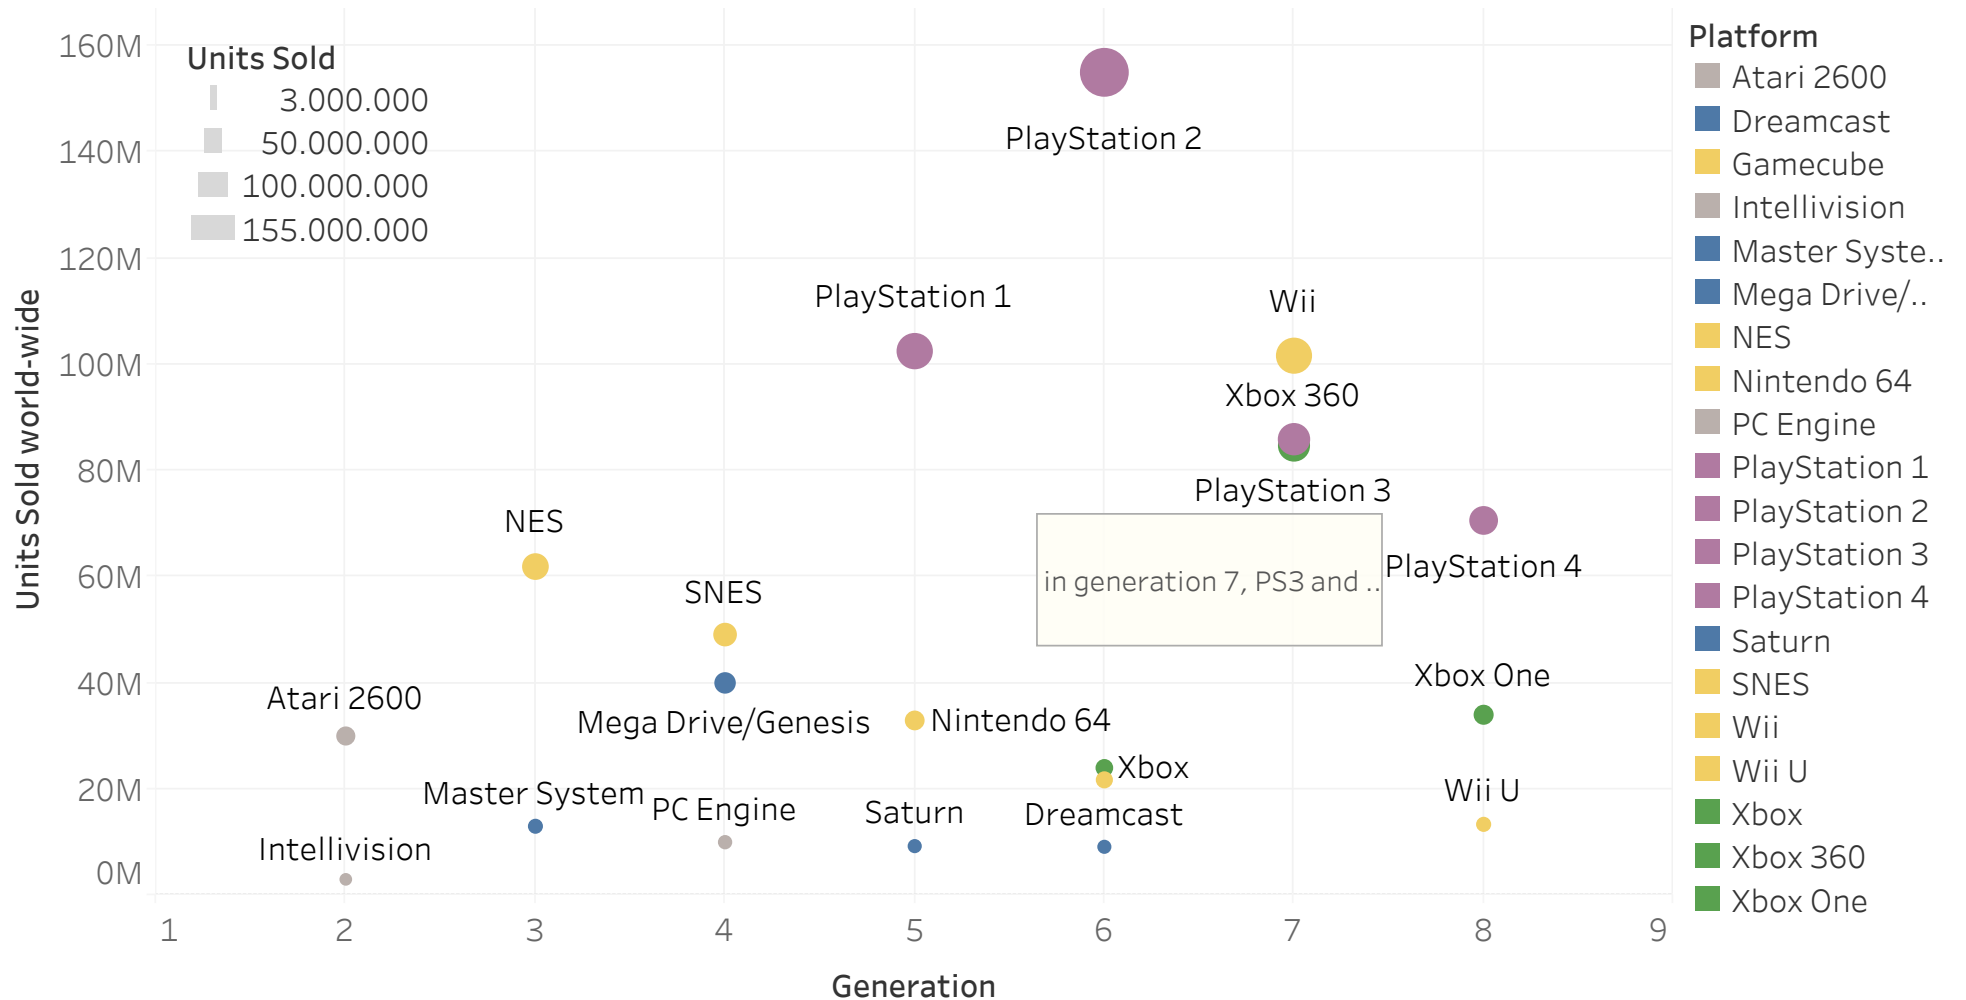 160M
140M
120M
100M
80M
60M
40M
20M
0M
Units Sold world-wide
Units Sold
3.000.000
50.000.000
100.000.000
155.000.000
PlayStation 2
PlayStation 1
Wii
Xbox 360
PlayStation 3
NES
in generation 7, PS3 and ..
PlayStation 4
SNES
Xbox One
Atari 2600
Mega Drive/Genesis
Nintendo 64
Xbox
Master System
PC Engine
Saturn
Dreamcast
Wii U
Intellivision
1 2 3 4 5 6 7 8 9
Generation
Platform
Atari 2600
Dreamcast
Gamecube
Intellivision
Master Syste..
Mega Drive/..
NES
Nintendo 64
PC Engine
PlayStation 1
PlayStation 2
PlayStation 3
PlayStation 4
Saturn
SNES
Wii
Wii U
Xbox
Xbox 360
Xbox One